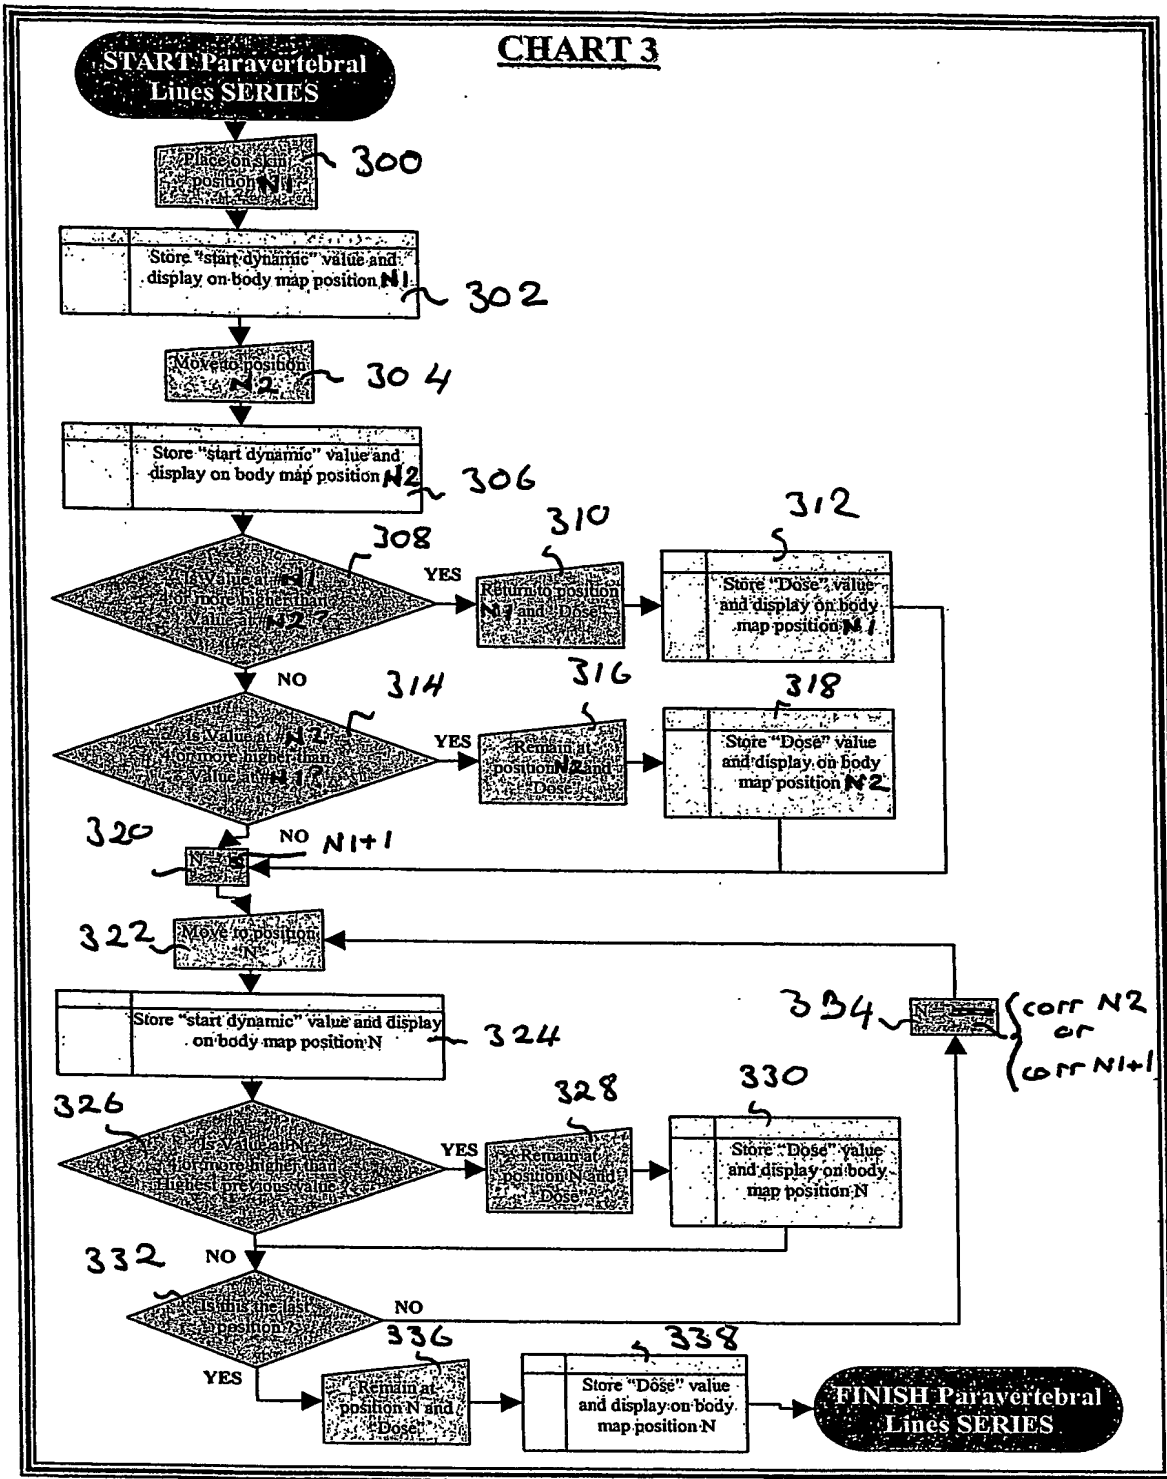 CHART 3
START Paravertebral
Lines SERIES
Place on skin
position N1
300
Store "start dynamic" value and
display on body map position N1
302
Move to position
N2
304
Store "start dynamic" value and
display on body map position N2
306
308
Is Value at #N1
4 or more higher than
Value at #N2?
YES
310
Return to position
N1 and "Dose"
312
Store "Dose" value
and display on body
map position N1
NO
314
Is Value at #N2
4 or more higher than
Value at #N1?
YES
316
Remain at
position N2 and
"Dose"
318
Store "Dose" value
and display on body
map position N2
320
NO
N1+1
N =
322
Move to position
"N"
Store "start dynamic" value and display
on body map position N
324
334
N =
corr N2
or
corr N1+1
326
Is Value at N
4 or more higher than
Highest previous value
YES
328
Remain at
position N and
"Dose"
330
Store "Dose" value
and display on body
map position N
NO
332
Is this the last
position?
NO
YES
336
Remain at
position N and
"Dose"
338
Store "Dose" value
and display on body
map position N
FINISH Paravertebral
Lines SERIES